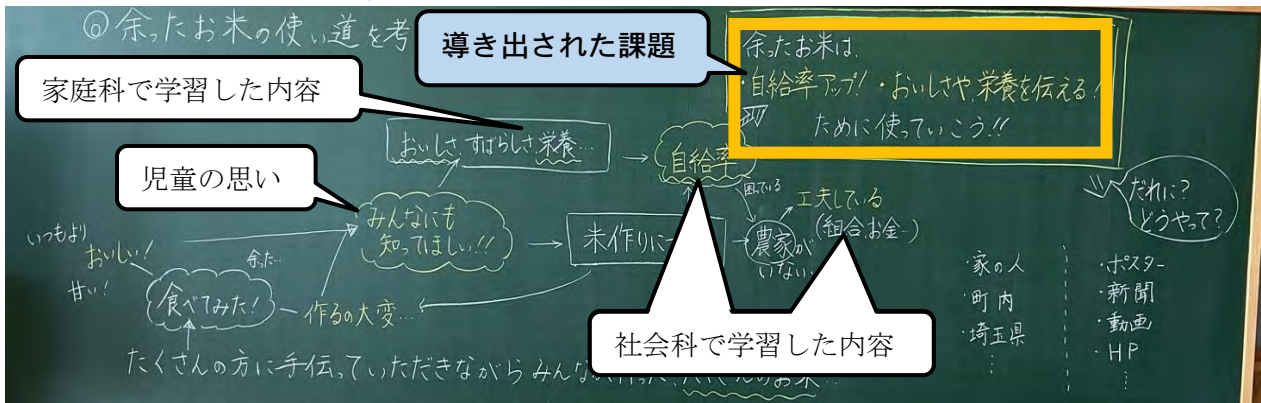 ◎余ったお米の使い道を考
導き出された課題
余ったお米は、
・自給率アップ!・おいしさや、栄養を伝える!
ために使っていこう!!
家庭科で学習した内容
おいしさ、すばらしさ、栄養…
自給率
児童の思い
みんなにも
知ってほしい!!
米作りに
困っている
農家が
いない
工夫している
(組合、お金…)
だれに?
どうやって?
いつもより
おいしい!
甘い!
余った…
食べてみた!
作るの大変…
社会科で学習した内容
・家の人
・町内
・埼玉県
⋮
・ポスター
・新聞
・動画
・HP
⋮
たくさんの方に手伝っていただきながらみんな